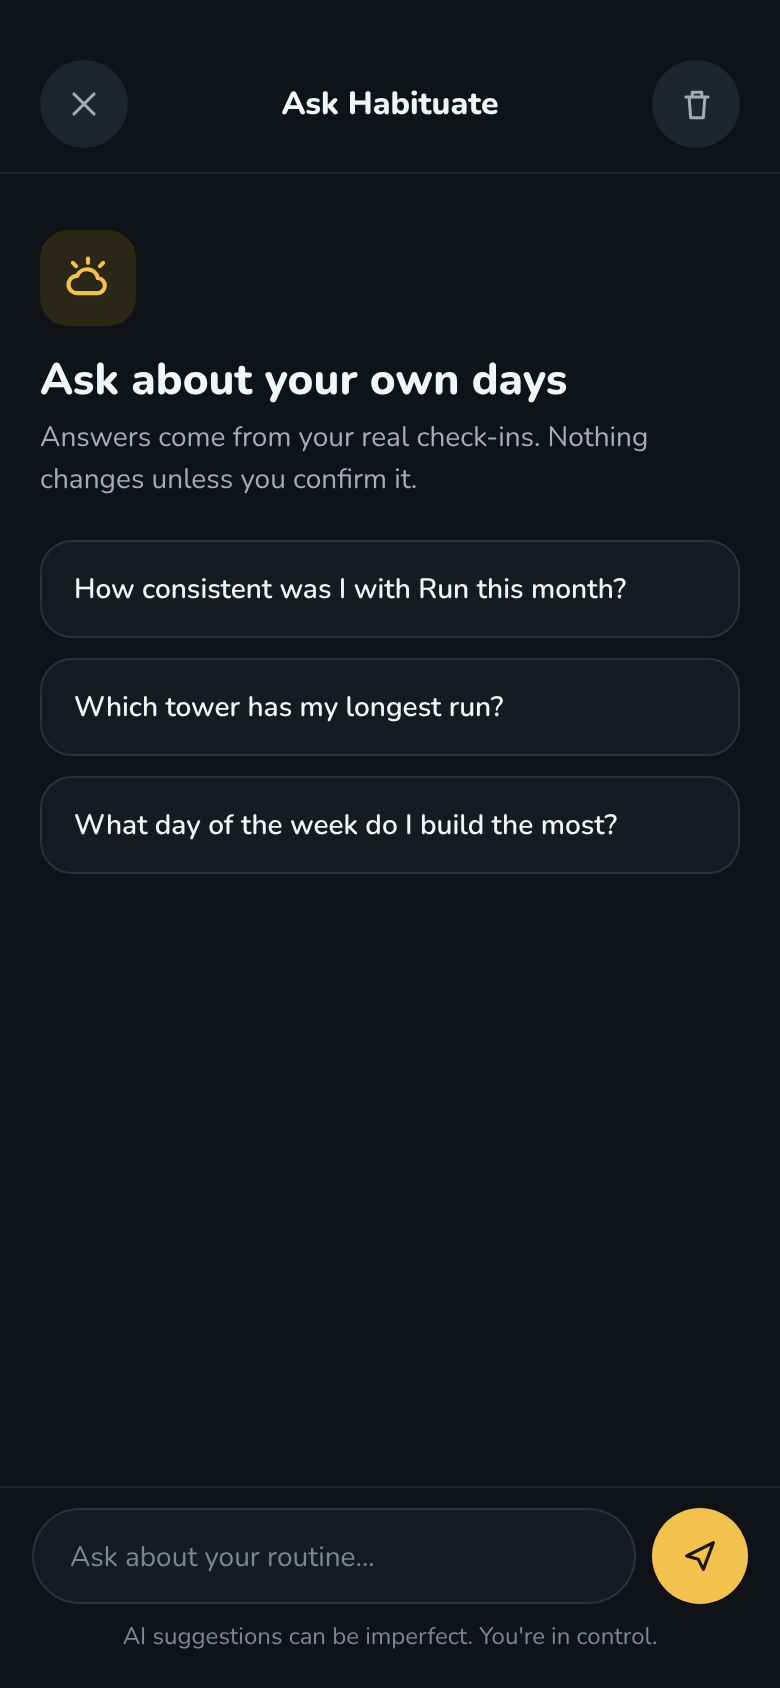 Ask Habituate
Ask about your own days
Answers come from your real check-ins. Nothing
changes unless you confirm it.
How consistent was I with Run this month?
Which tower has my longest run?
What day of the week do I build the most?
Ask about your routine...
AI suggestions can be imperfect. You're in control.